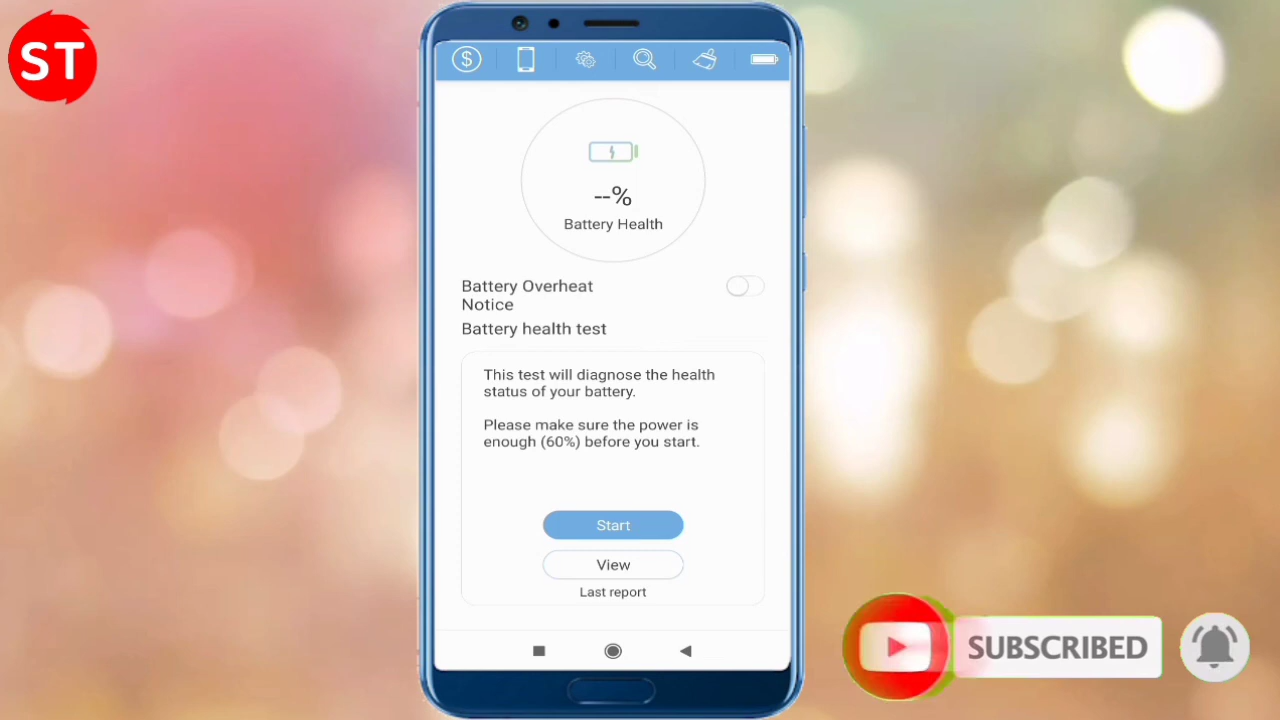 ST
$
--%
Battery Health
Battery Overheat
Notice
Battery health test
This test will diagnose the health
status of your battery.
Please make sure the power is
enough (60%) before you start.
Start
View
Last report
SUBSCRIBED